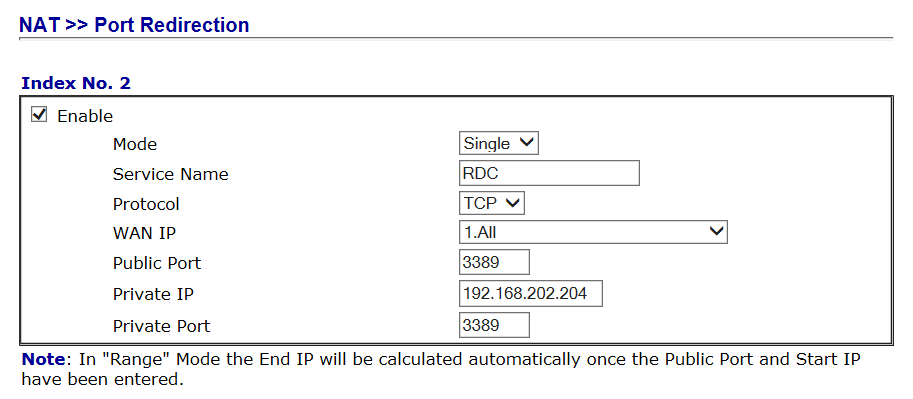 NAT >> Port Redirection
Index No. 2
Enable
Mode Single
Service Name RDC
Protocol TCP
WAN IP 1.All
Public Port 3389
Private IP 192.168.202.204
Private Port 3389
Note: In "Range" Mode the End IP will be calculated automatically once the Public Port and Start IP
have been entered.